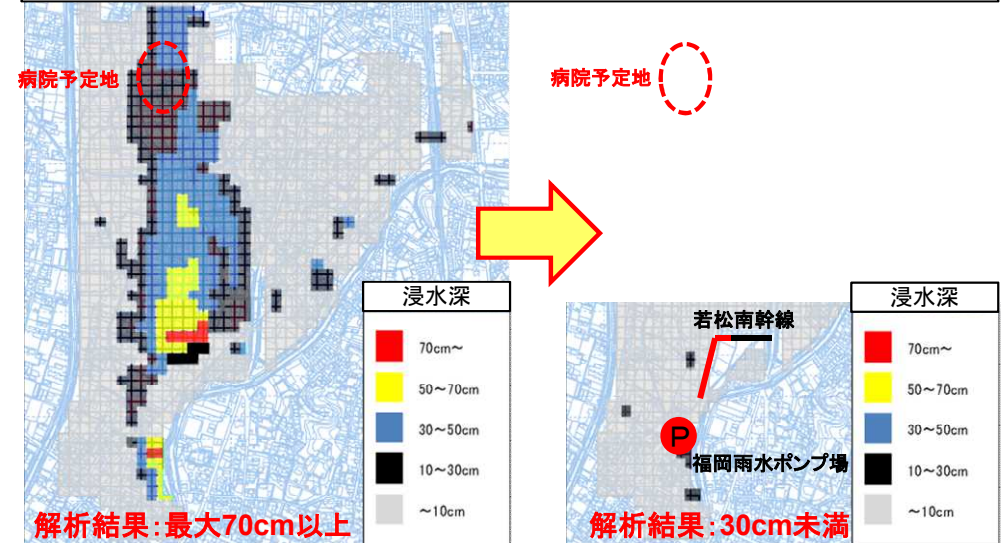 病院予定地
浸水深
70cm～
50～70cm
30～50cm
10～30cm
～10cm
解析結果:最大70cm以上
病院予定地
若松南幹線
P
福岡雨水ポンプ場
浸水深
70cm～
50～70cm
30～50cm
10～30cm
～10cm
解析結果:30cm未満